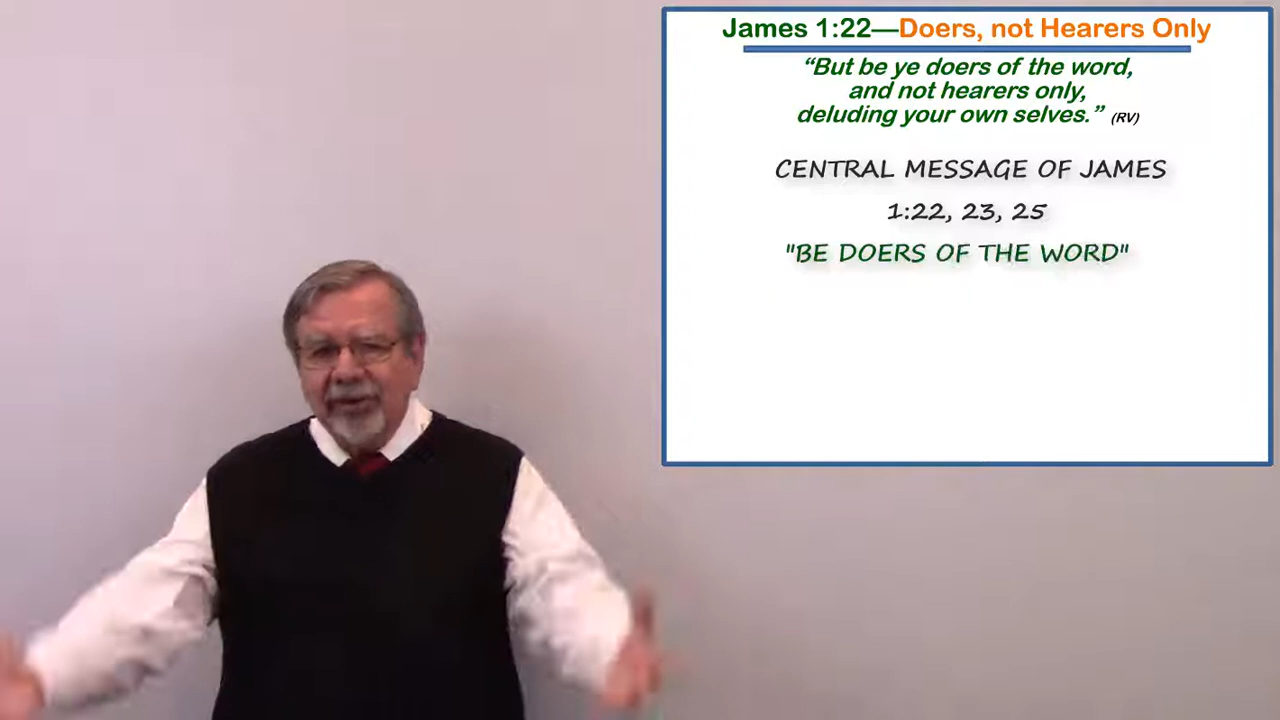 James 1:22—Doers, not Hearers Only
“But be ye doers of the word,
and not hearers only,
deluding your own selves.” (RV)
CENTRAL MESSAGE OF JAMES
1:22, 23, 25
"BE DOERS OF THE WORD"